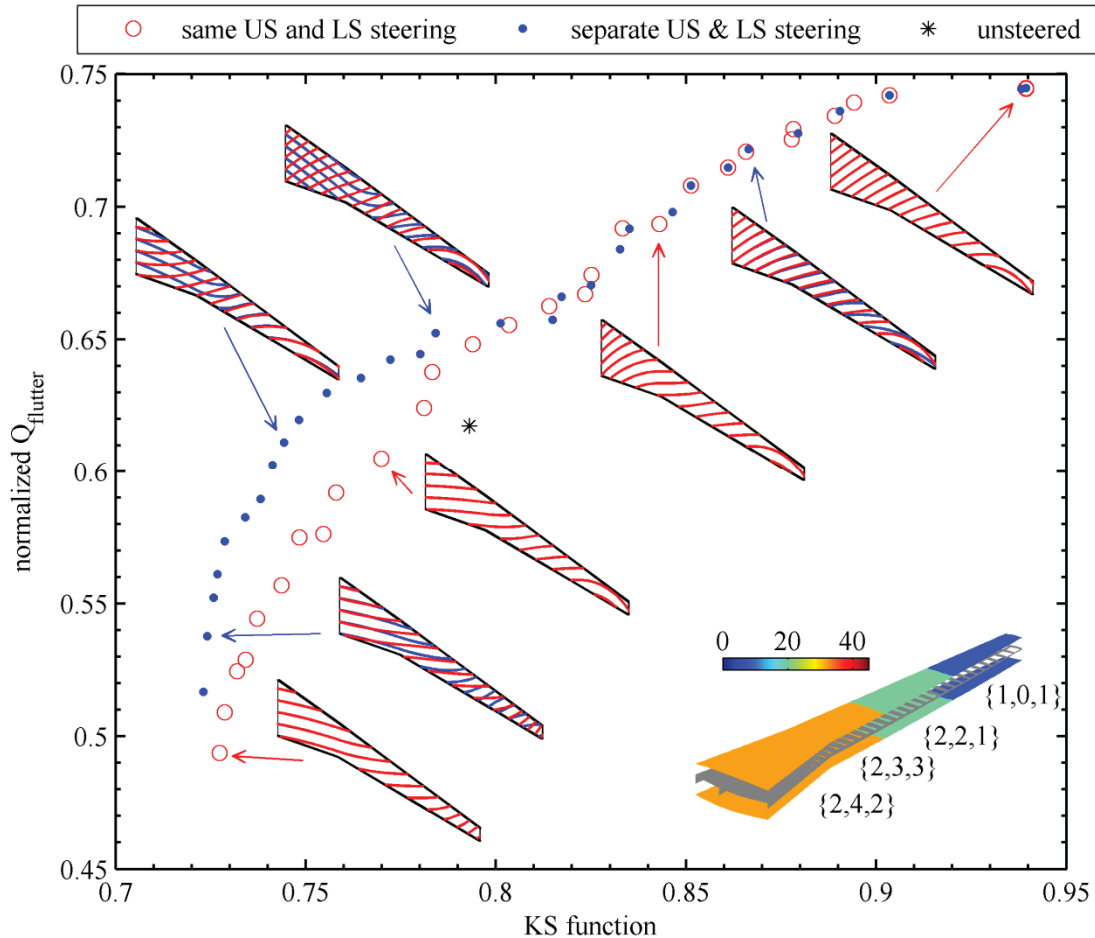 same US and LS steering separate US & LS steering unsteered
0.75
0.7
0.65
0.6
0.55
0.5
0.45
normalized Q_flutter
0 20 40
{1,0,1}
{2,2,1}
{2,3,3}
{2,4,2}
0.7 0.75 0.8 0.85 0.9 0.95
KS function